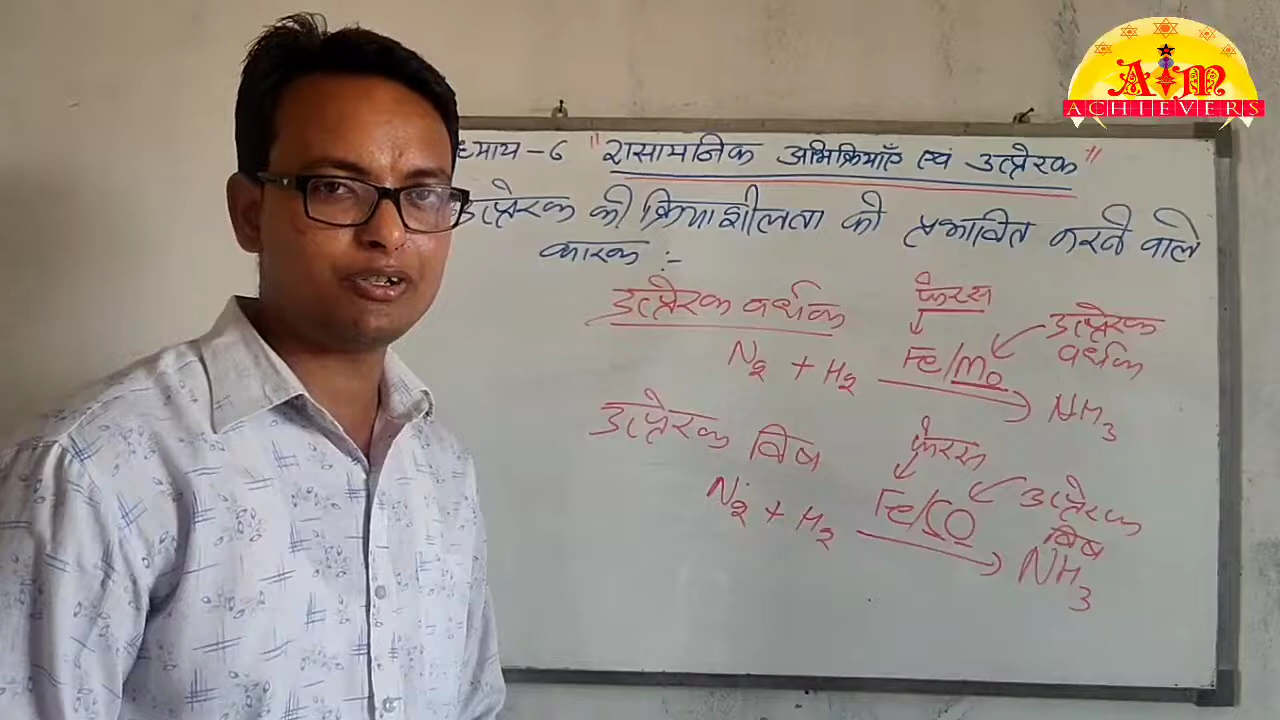 AIM
ACHIEVERS
ध्याय - 6 "रासायनिक अभिक्रियाएँ एवं उत्प्रेरक"
उत्प्रेरक की क्रियाशीलता को प्रभावित करने वाले
कारक :-
उत्प्रेरक वर्धक
फेरस
उत्प्रेरक
वर्धक
N2 + H2 Fe/Mo NH3
उत्प्रेरक विष
फेरस
उत्प्रेरक
विष
N2 + H2 Fe/CO NH3